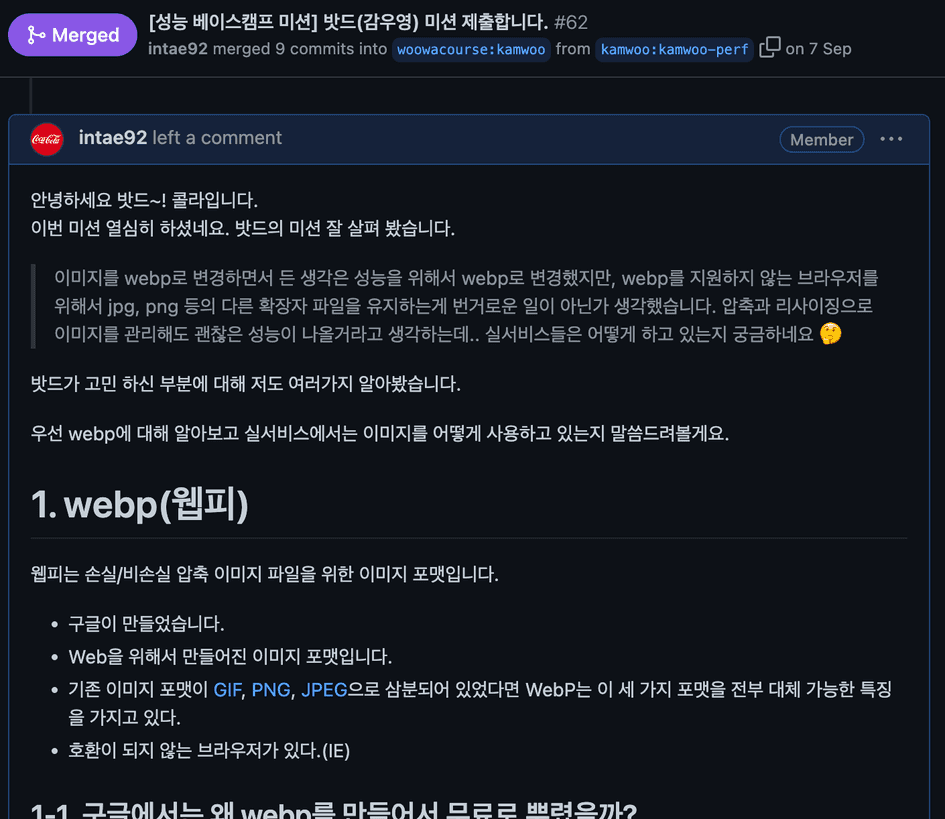 Merged
[성능 베이스캠프 미션] 밧드(감우영) 미션 제출합니다. #62
intae92 merged 9 commits into woowacourse:kamwoo from kamwoo:kamwoo-perf on 7 Sep
Coca-Cola
intae92 left a comment
Member
안녕하세요 밧드~! 콜라입니다.
이번 미션 열심히 하셨네요. 밧드의 미션 잘 살펴 봤습니다.
이미지를 webp로 변경하면서 든 생각은 성능을 위해서 webp로 변경했지만, webp를 지원하지 않는 브라우저를
위해서 jpg, png 등의 다른 확장자 파일을 유지하는게 번거로운 일이 아닌가 생각했습니다. 압축과 리사이징으로
이미지를 관리해도 괜찮은 성능이 나올거라고 생각하는데.. 실서비스들은 어떻게 하고 있는지 궁금하네요 🤔
밧드가 고민 하신 부분에 대해 저도 여러가지 알아봤습니다.
우선 webp에 대해 알아보고 실서비스에서는 이미지를 어떻게 사용하고 있는지 말씀드려볼게요.
1. webp(웹피)
웹피는 손실/비손실 압축 이미지 파일을 위한 이미지 포맷입니다.
• 구글이 만들었습니다.
• Web을 위해서 만들어진 이미지 포맷입니다.
• 기존 이미지 포맷이 GIF, PNG, JPEG으로 삼분되어 있었다면 WebP는 이 세 가지 포맷을 전부 대체 가능한 특징
을 가지고 있다.
• 호환이 되지 않는 브라우저가 있다.(IE)
1-1. 구글에서는 왜 webp를 만들어서 무료로 뿌렸을까?